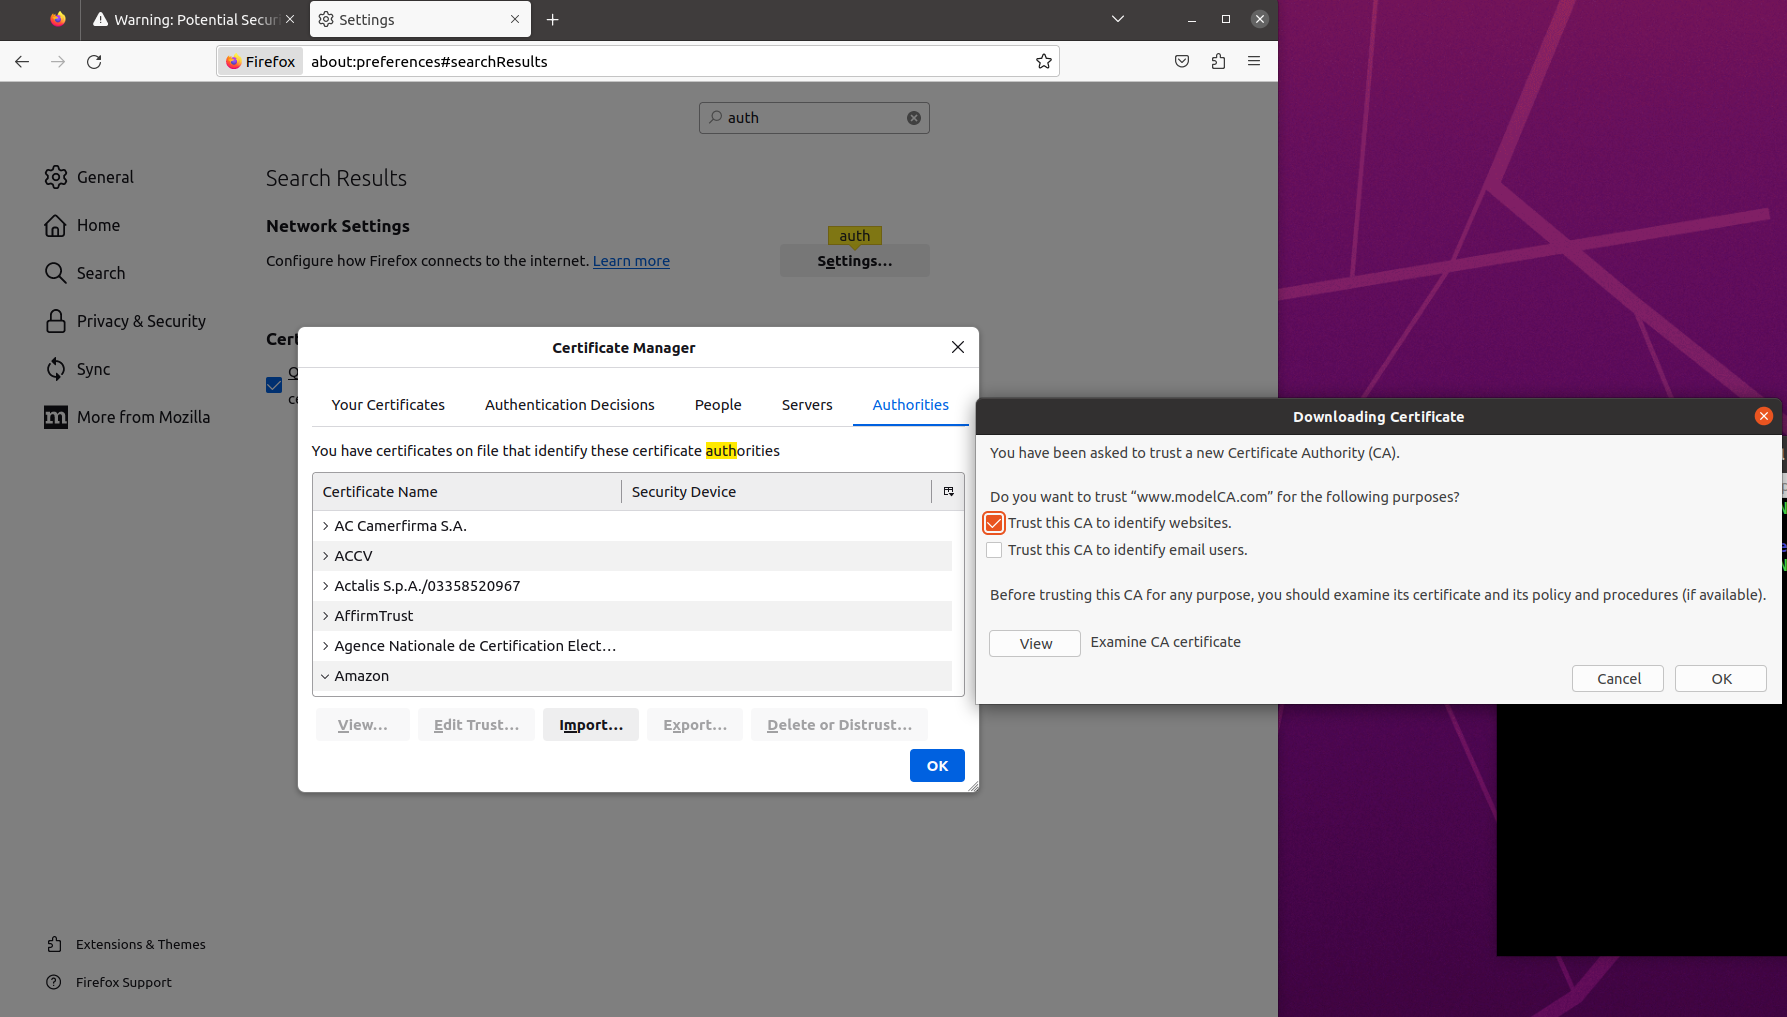 Warning: Potential Securi
Settings
Firefox
about:preferences#searchResults
auth
General
Home
Search
Privacy & Security
Sync
m
More from Mozilla
Search Results
Network Settings
auth
Configure how Firefox connects to the internet. Learn more
Settings...
Cert
Certificate Manager
Your Certificates
Authentication Decisions
People
Servers
Authorities
You have certificates on file that identify these certificate authorities
Certificate Name
Security Device
AC Camerfirma S.A.
ACCV
Actalis S.p.A./03358520967
AffirmTrust
Agence Nationale de Certification Elect...
Amazon
View...
Edit Trust...
Import...
Export...
Delete or Distrust...
OK
Downloading Certificate
You have been asked to trust a new Certificate Authority (CA).
Do you want to trust “www.modelCA.com” for the following purposes?
Trust this CA to identify websites.
Trust this CA to identify email users.
Before trusting this CA for any purpose, you should examine its certificate and its policy and procedures (if available).
View
Examine CA certificate
Cancel
OK
Extensions & Themes
Firefox Support